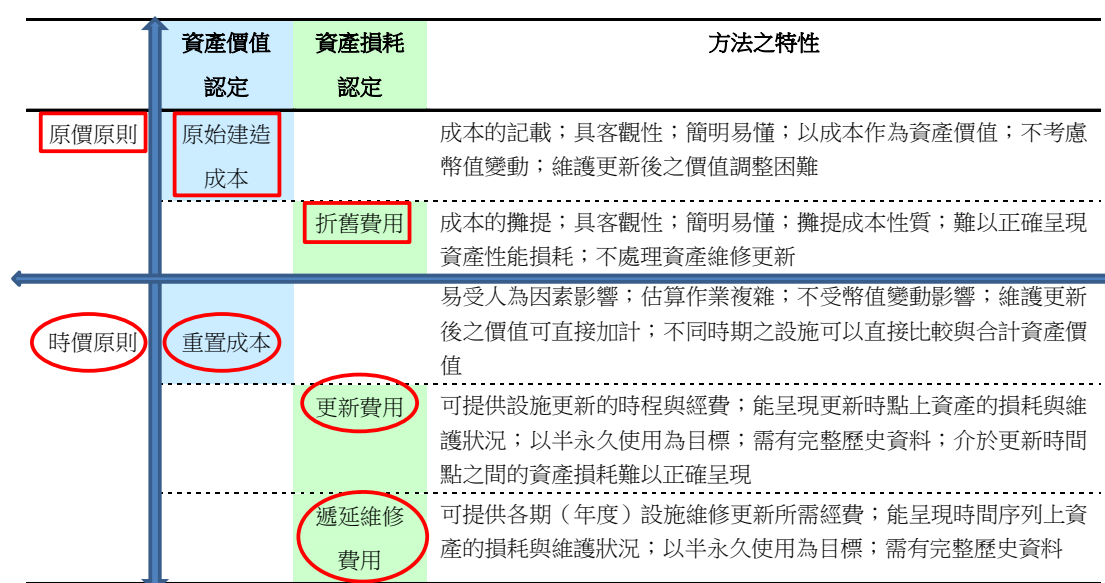 資產價值 資產損耗 方法之特性
認定 認定
原價原則 原始建造 成本的記載；具客觀性；簡明易懂；以成本作為資產價值；不考慮
成本 幣值變動；維護更新後之價值調整困難
折舊費用 成本的攤提；具客觀性；簡明易懂；攤提成本性質；難以正確呈現
資產性能損耗；不處理資產維修更新
易受人為因素影響；估算作業複雜；不受幣值變動影響；維護更新
時價原則 重置成本 後之價值可直接加計；不同時期之設施可以直接比較與合計資產價
值
更新費用 可提供設施更新的時程與經費；能呈現更新時點上資產的損耗與維
護狀況；以半永久使用為目標；需有完整歷史資料；介於更新時間
點之間的資產損耗難以正確呈現
遞延維修 可提供各期（年度）設施維修更新所需經費；能呈現時間序列上資
費用 產的損耗與維護狀況；以半永久使用為目標；需有完整歷史資料